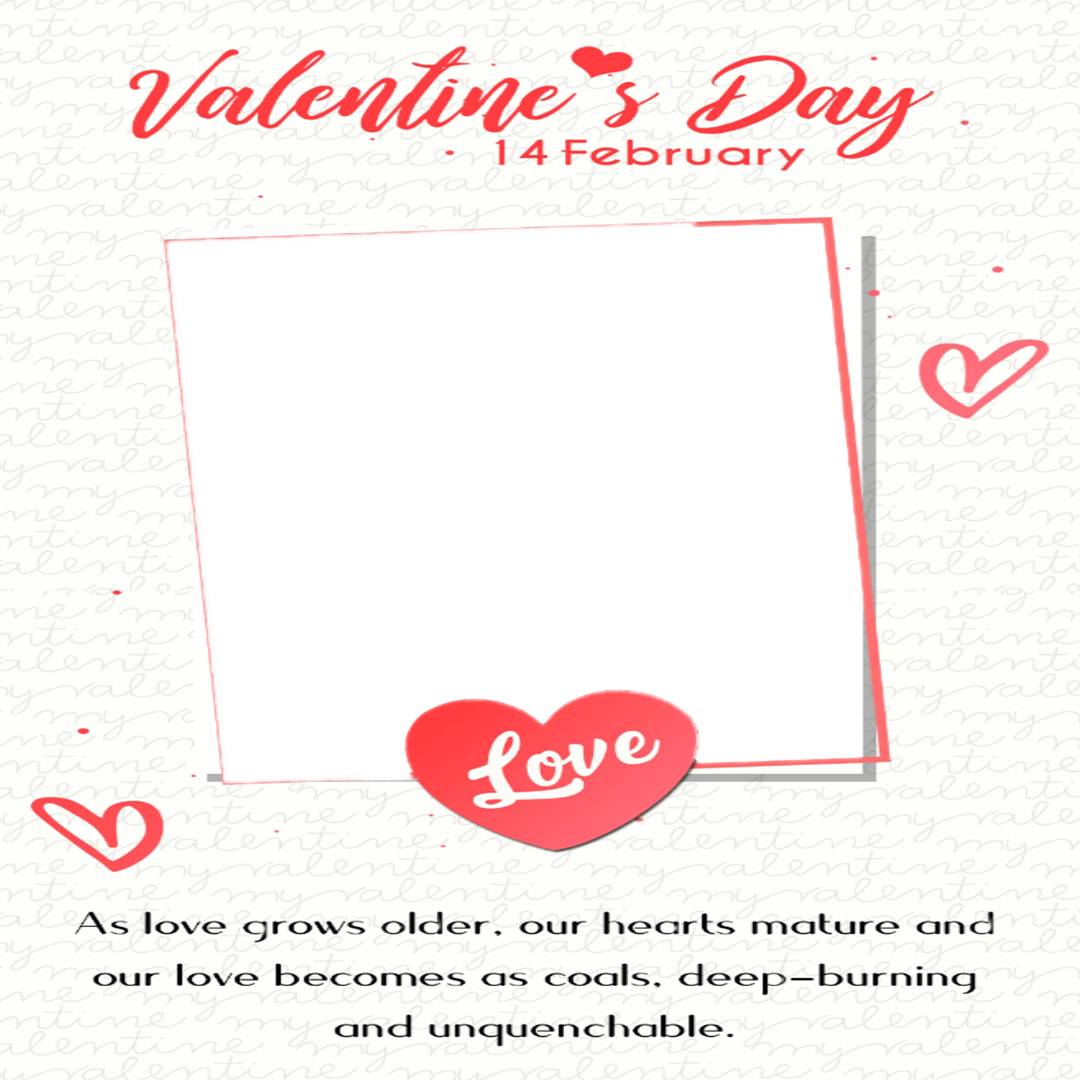 Valentine's Day
14 February
Love
As love grows older, our hearts mature and
our love becomes as coals, deep-burning
and unquenchable.